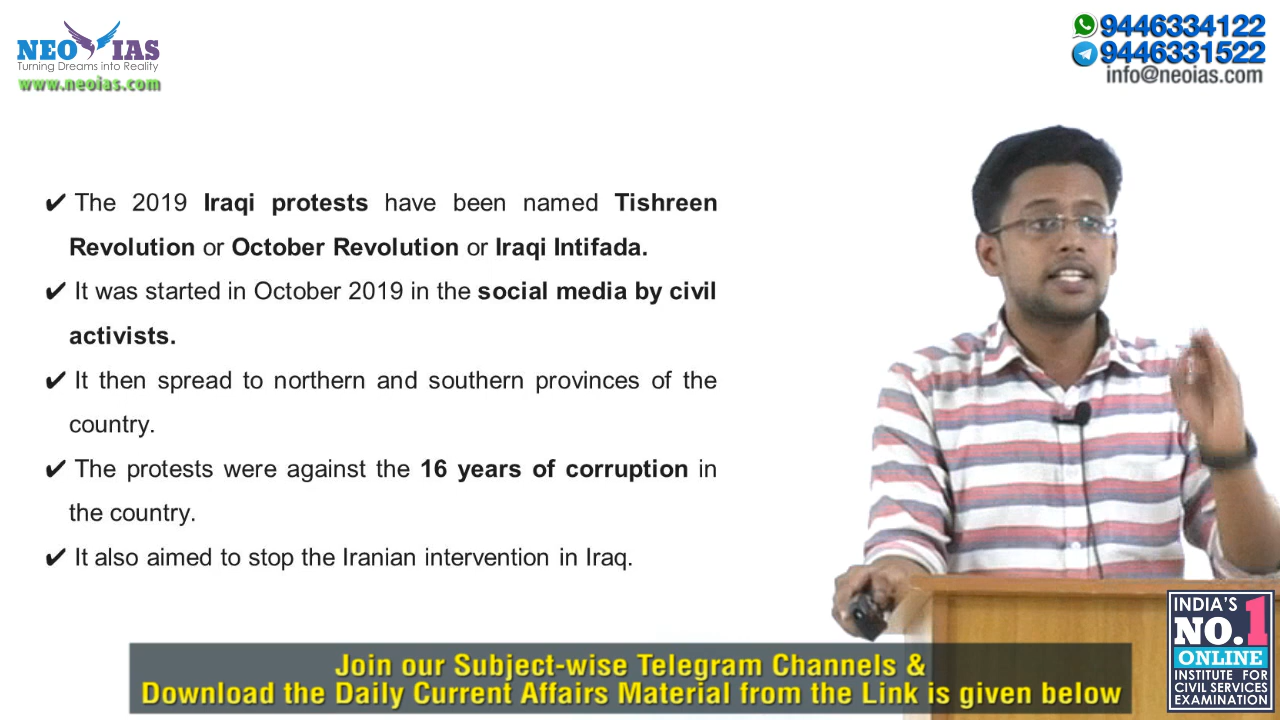 NEO IAS
Turning Dreams into Reality
www.neoias.com
9446334122
9446331522
info@neoias.com
✔ The 2019 Iraqi protests have been named Tishreen
Revolution or October Revolution or Iraqi Intifada.
✔ It was started in October 2019 in the social media by civil
activists.
✔ It then spread to northern and southern provinces of the
country.
✔ The protests were against the 16 years of corruption in
the country.
✔ It also aimed to stop the Iranian intervention in Iraq.
INDIA'S
NO.1
ONLINE
INSTITUTE FOR
CIVIL SERVICES
EXAMINATION
Join our Subject-wise Telegram Channels &
Download the Daily Current Affairs Material from the Link is given below